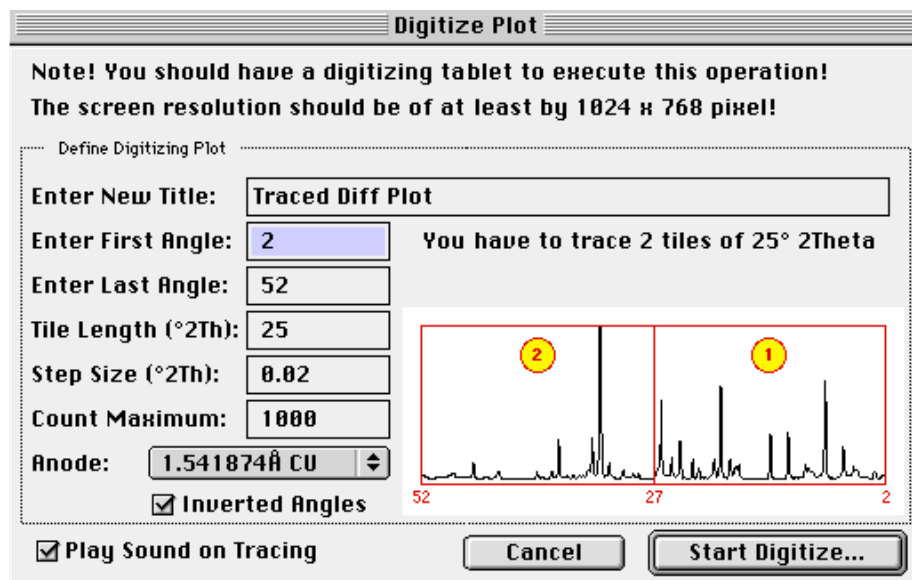 Digitize Plot
Note! You should have a digitizing tablet to execute this operation!
The screen resolution should be of at least by 1024 x 768 pixel!
Define Digitizing Plot
Enter New Title: Traced Diff Plot
Enter First Angle: 2 You have to trace 2 tiles of 25° 2Theta
Enter Last Angle: 52
Tile Length (°2Th): 25
Step Size (°2Th): 0.02
Count Maximum: 1000
Anode: 1.541874Å CU
Inverted Angles
2 1
52 27 2
Play Sound on Tracing
Cancel
Start Digitize...